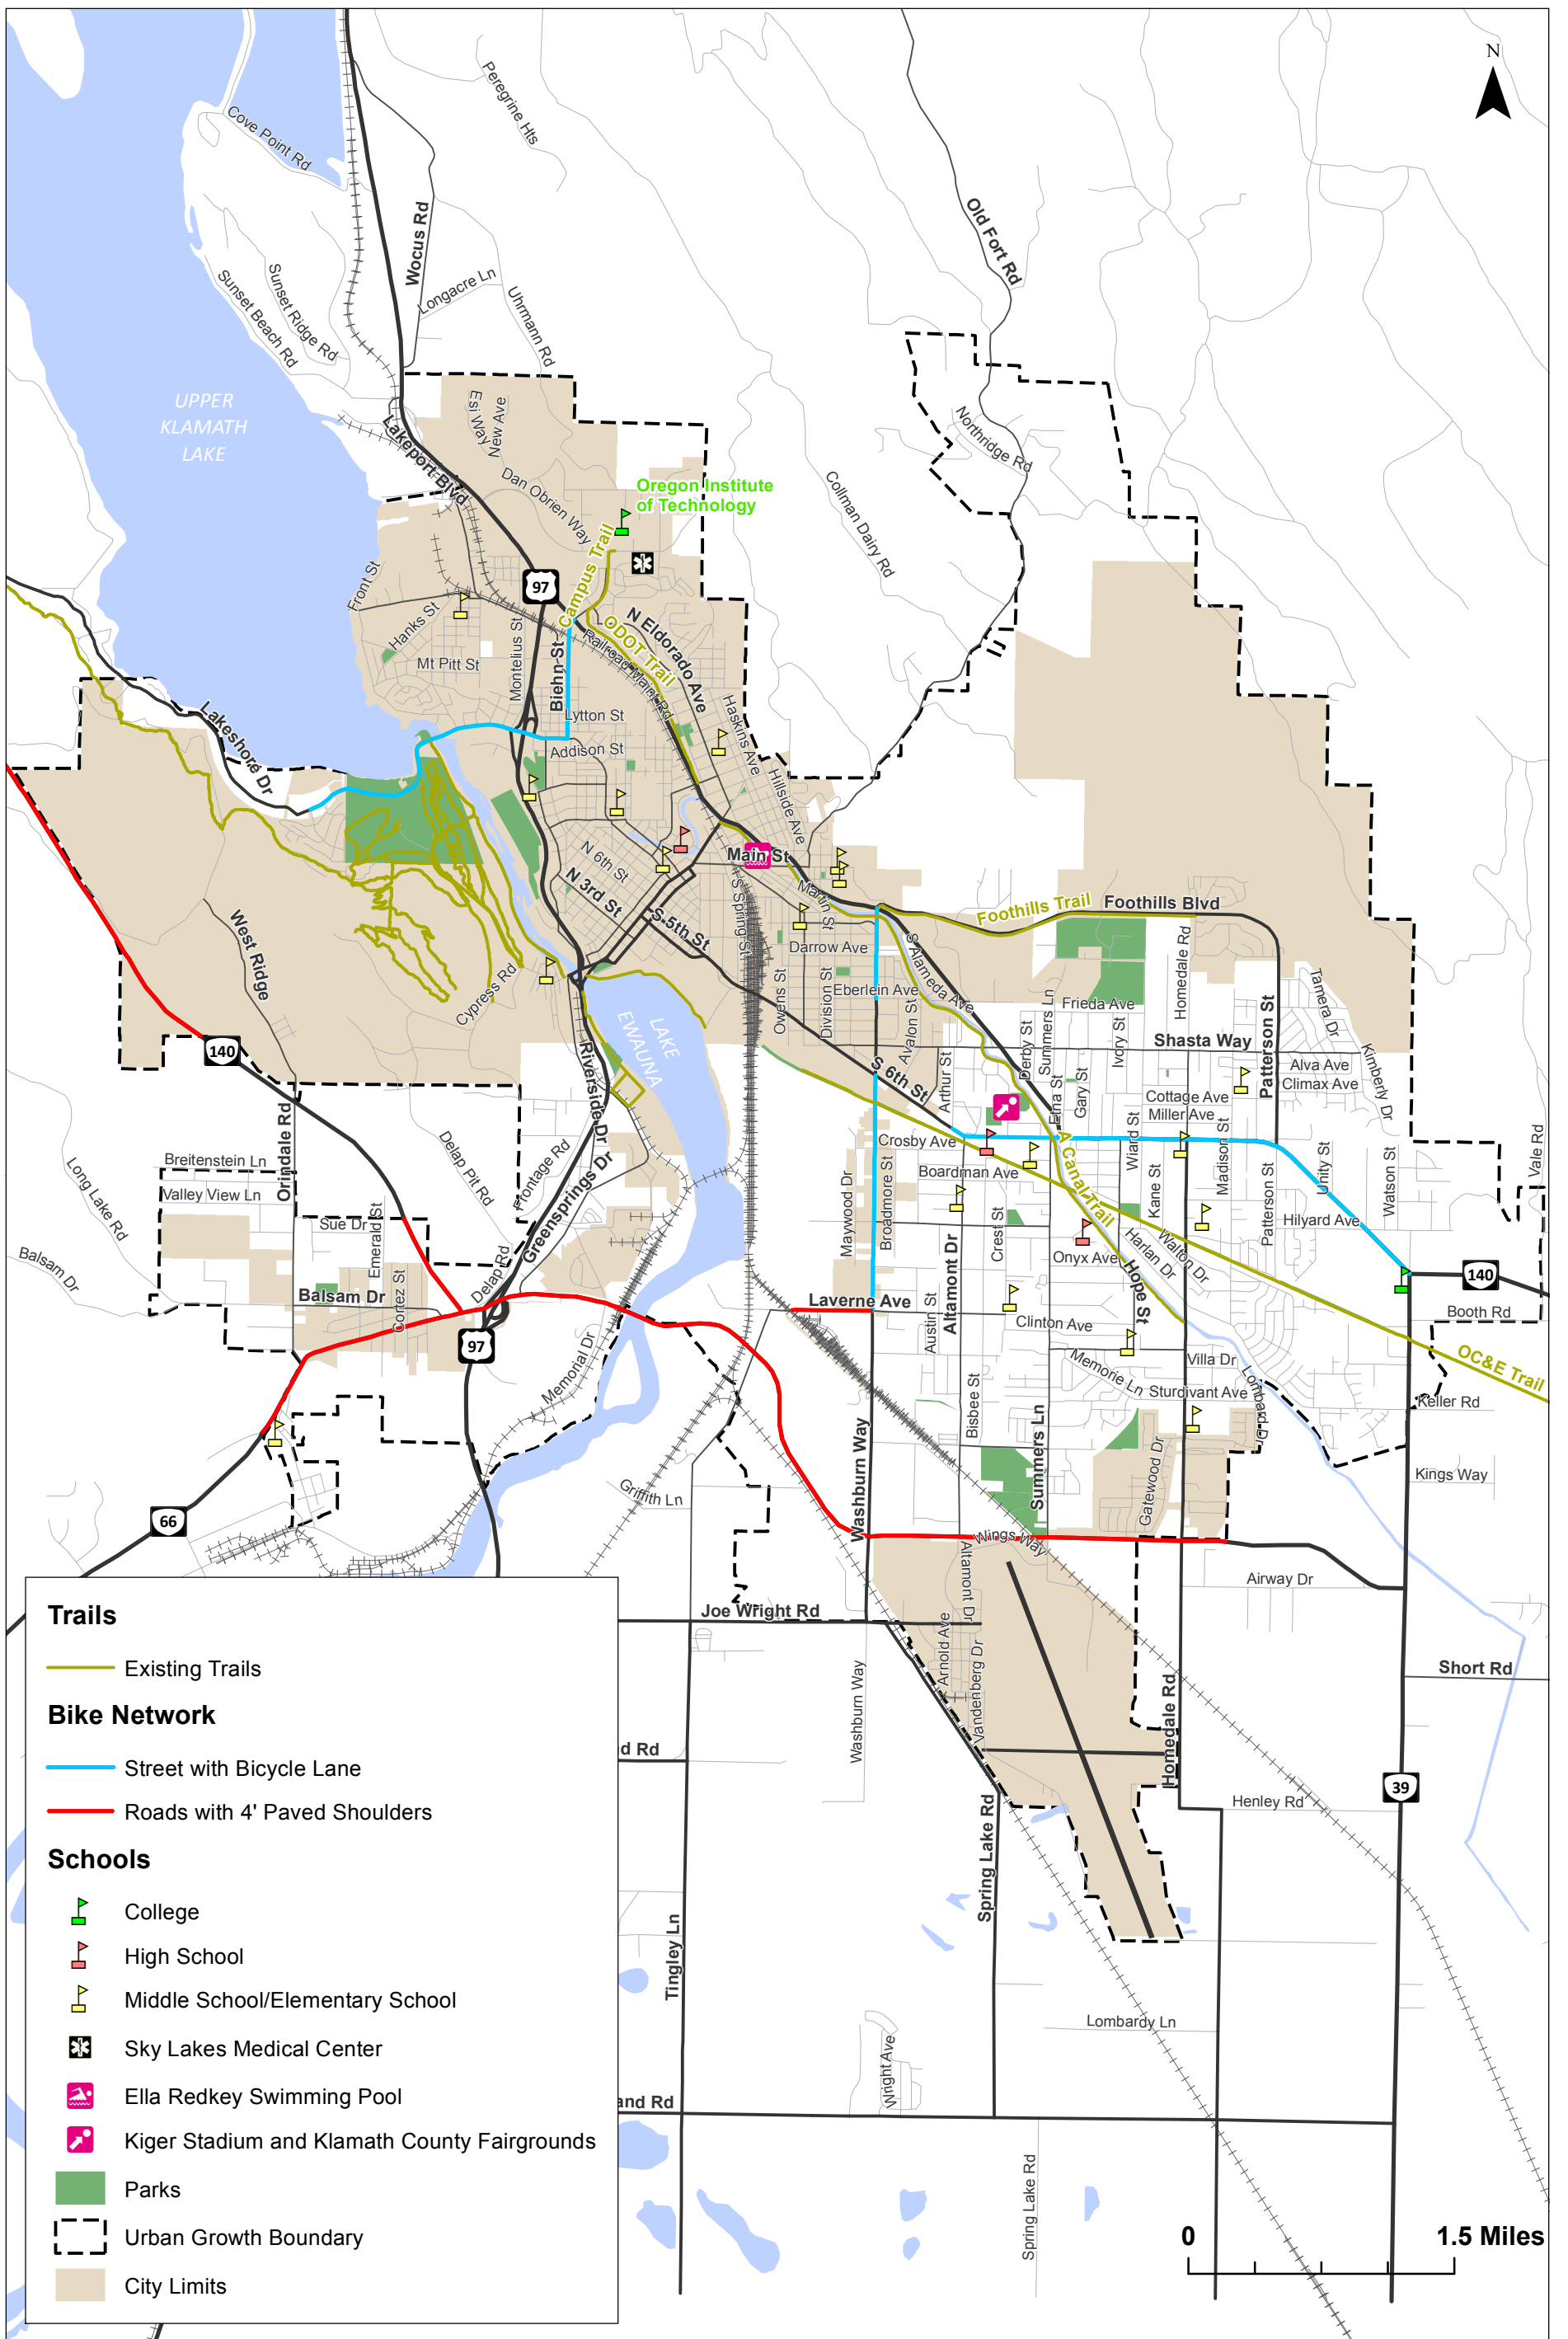 N
Peregrine Hts
Cove Point Rd
Old Fort Rd
Wocus Rd
Sunset Ridge Rd
Sunset Beach Rd
Longacre Ln
Uhrmann Rd
UPPER
KLAMATH
LAKE
Esi Way
New Ave
Lakeport Blvd
Northridge Rd
Dan Obrien Way
Oregon Institute
of Technology
Collman Dairy Rd
Campus Trail
97
Front St
Hanks St
ODOT Trail
N Eldorado Ave
Railroad Maint Rd
Montelius St
Biehn St
Mt Pitt St
Lakeshore Dr
Lytton St
Haskins Ave
Addison St
Hillside Ave
N 6th St
Main St
N 3rd St
S 5th St
S Spring St
Martin St
Foothills Trail
Foothills Blvd
West Ridge
Darrow Ave
S Alameda Ave
Homedale Rd
Cypress Rd
Owens St
Division St
Eberlein Ave
Frieda Ave
Tamera Dr
LAKE
EWAUNA
Avalon St
Derby St
Summers Ln
Ivory St
Shasta Way
Patterson St
140
Riverside Dr
S 6th St
Arthur St
Etna St
Gary St
Alva Ave
Climax Ave
Kimberly Dr
Cottage Ave
Miller Ave
Orindale Rd
Delap Pit Rd
Crosby Ave
A Canal Trail
Wiard St
Madison St
Unity St
Watson St
Vale Rd
Long Lake Rd
Breitenstein Ln
Valley View Ln
Frontage Rd
Boardman Ave
Kane St
Patterson St
Hilyard Ave
Sue Dr
Emerald St
Greensprings Dr
Maywood Dr
Broadmore St
Crest St
Altamont Dr
Onyx Ave
Harlan Dr
Walton Dr
Balsam Dr
Delap Rd
Hope St
140
Balsam Dr
Cortez St
Laverne Ave
Booth Rd
Austin St
Clinton Ave
97
Memorial Dr
Villa Dr
OC&E Trail
Memorie Ln
Sturdivant Ave
Lombard Dr
Keller Rd
Bisbee St
Washburn Way
Summers Ln
Gatewood Dr
Kings Way
Griffith Ln
66
Nings Way
Airway Dr
Altamont Dr
Joe Wright Rd
Arnold Ave
Vandenberg Dr
Short Rd
Washburn Way
Homedale Rd
d Rd
39
Henley Rd
Spring Lake Rd
Tingley Ln
Lombardy Ln
Wright Ave
and Rd
Spring Lake Rd
0
1.5 Miles
Trails
Existing Trails
Bike Network
Street with Bicycle Lane
Roads with 4' Paved Shoulders
Schools
College
High School
Middle School/Elementary School
Sky Lakes Medical Center
Ella Redkey Swimming Pool
Kiger Stadium and Klamath County Fairgrounds
Parks
Urban Growth Boundary
City Limits